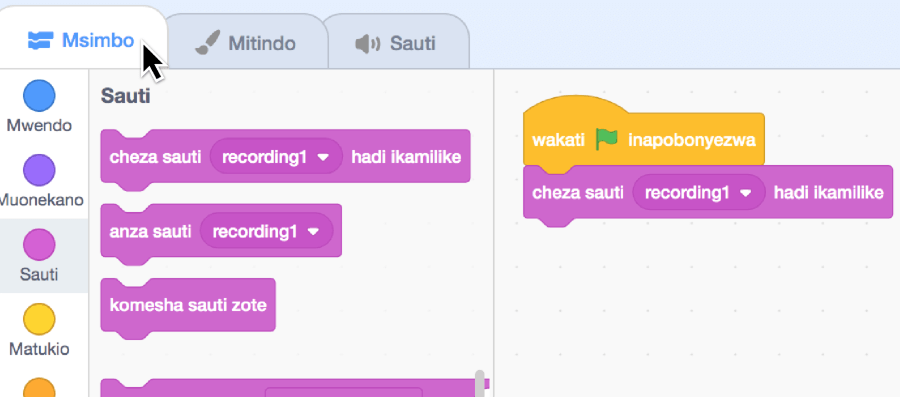 Msimbo
Mitindo
Sauti
Mwendo
Muonekano
Sauti
Matukio
Sauti
cheza sauti recording1 hadi ikamilike
anza sauti recording1
komesha sauti zote
wakati inapobonyezwa
cheza sauti recording1 hadi ikamilike